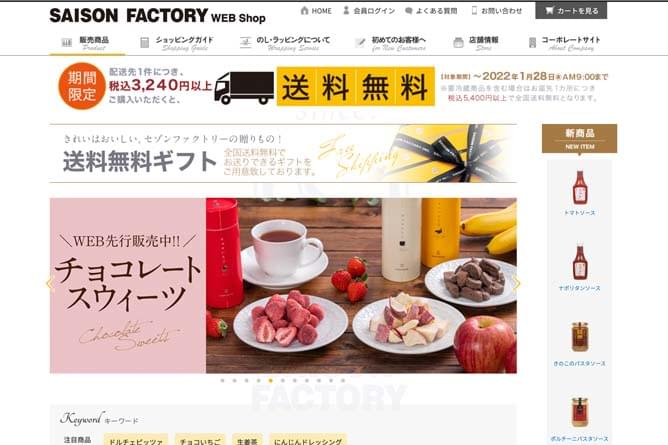 SAISON FACTORY WEB Shop
HOME
会員ログイン
よくある質問
お問い合わせ
カートを見る
販売商品
Product
ショッピングガイド
Shopping Guide
のし・ラッピングについて
Wrapping Service
初めてのお客様へ
for New Customers
店舗情報
Store
コーポレートサイト
About Company
期間
限定
配送先1件につき、
税込3,240円以上
ご購入いただくと、
送料無料
【対象期間】～2022年1月28日㊍AM9:00まで
※要冷蔵商品を含む場合はお届け1カ所につき
税込5,400円以上で全国送料無料となります。
きれいはおいしい、セゾンファクトリーの贈りもの！
送料無料ギフト
全国送料無料で
お送りできるギフトを
ご用意致しております。
Free Shipping
新商品
NEW ITEM
トマトソース
ナポリタンソース
きのこのパスタソース
ポルチーニパスタソース
＼WEB先行販売中!!／
チョコレート
スウィーツ
Chocolate
Sweets
FACTORY
Keyword キーワード
注目商品
ドルチェピッツァ
チョコいちご
生姜茶
にんじんドレッシング